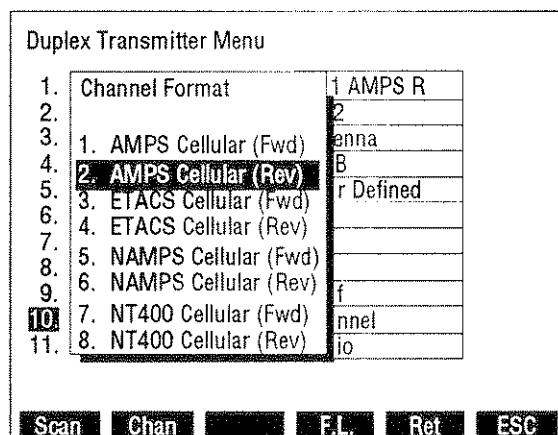 Duplex Transmitter Menu
1.
2.
3.
4.
5.
6.
7.
8.
9.
10.
11.
Channel Format
1. AMPS Cellular (Fwd)
2. AMPS Cellular (Rev)
3. ETACS Cellular (Fwd)
4. ETACS Cellular (Rev)
5. NAMPS Cellular (Fwd)
6. NAMPS Cellular (Rev)
7. NT400 Cellular (Fwd)
8. NT400 Cellular (Rev)
1 AMPS R
2
enna
B
r Defined
f
nnel
io
Scan Chan F.L. Ret ESC